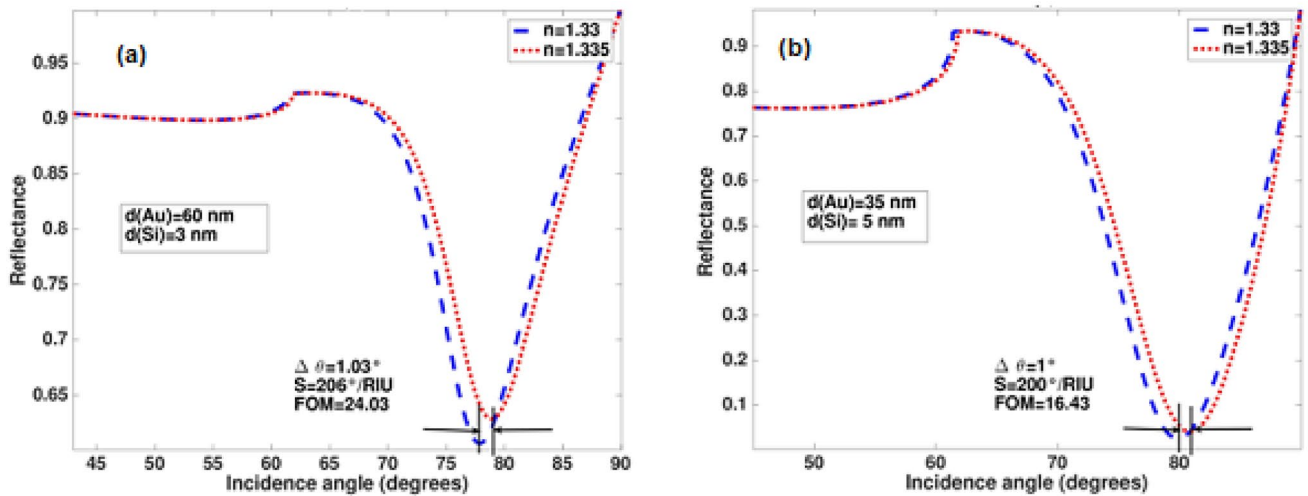 (a)
n=1.33
n=1.335
0.95
0.9
0.85
0.8
0.75
0.7
0.65
Reflectance
d(Au)=60 nm
d(Si)=3 nm
Δ θ=1.03°
S=206°/RIU
FOM=24.03
45 50 55 60 65 70 75 80 85 90
Incidence angle (degrees)
(b)
n=1.33
n=1.335
0.9
0.8
0.7
0.6
0.5
0.4
0.3
0.2
0.1
Reflectance
d(Au)=35 nm
d(Si)= 5 nm
Δ θ=1°
S=200°/RIU
FOM=16.43
50 60 70 80
Incidence angle (degrees)